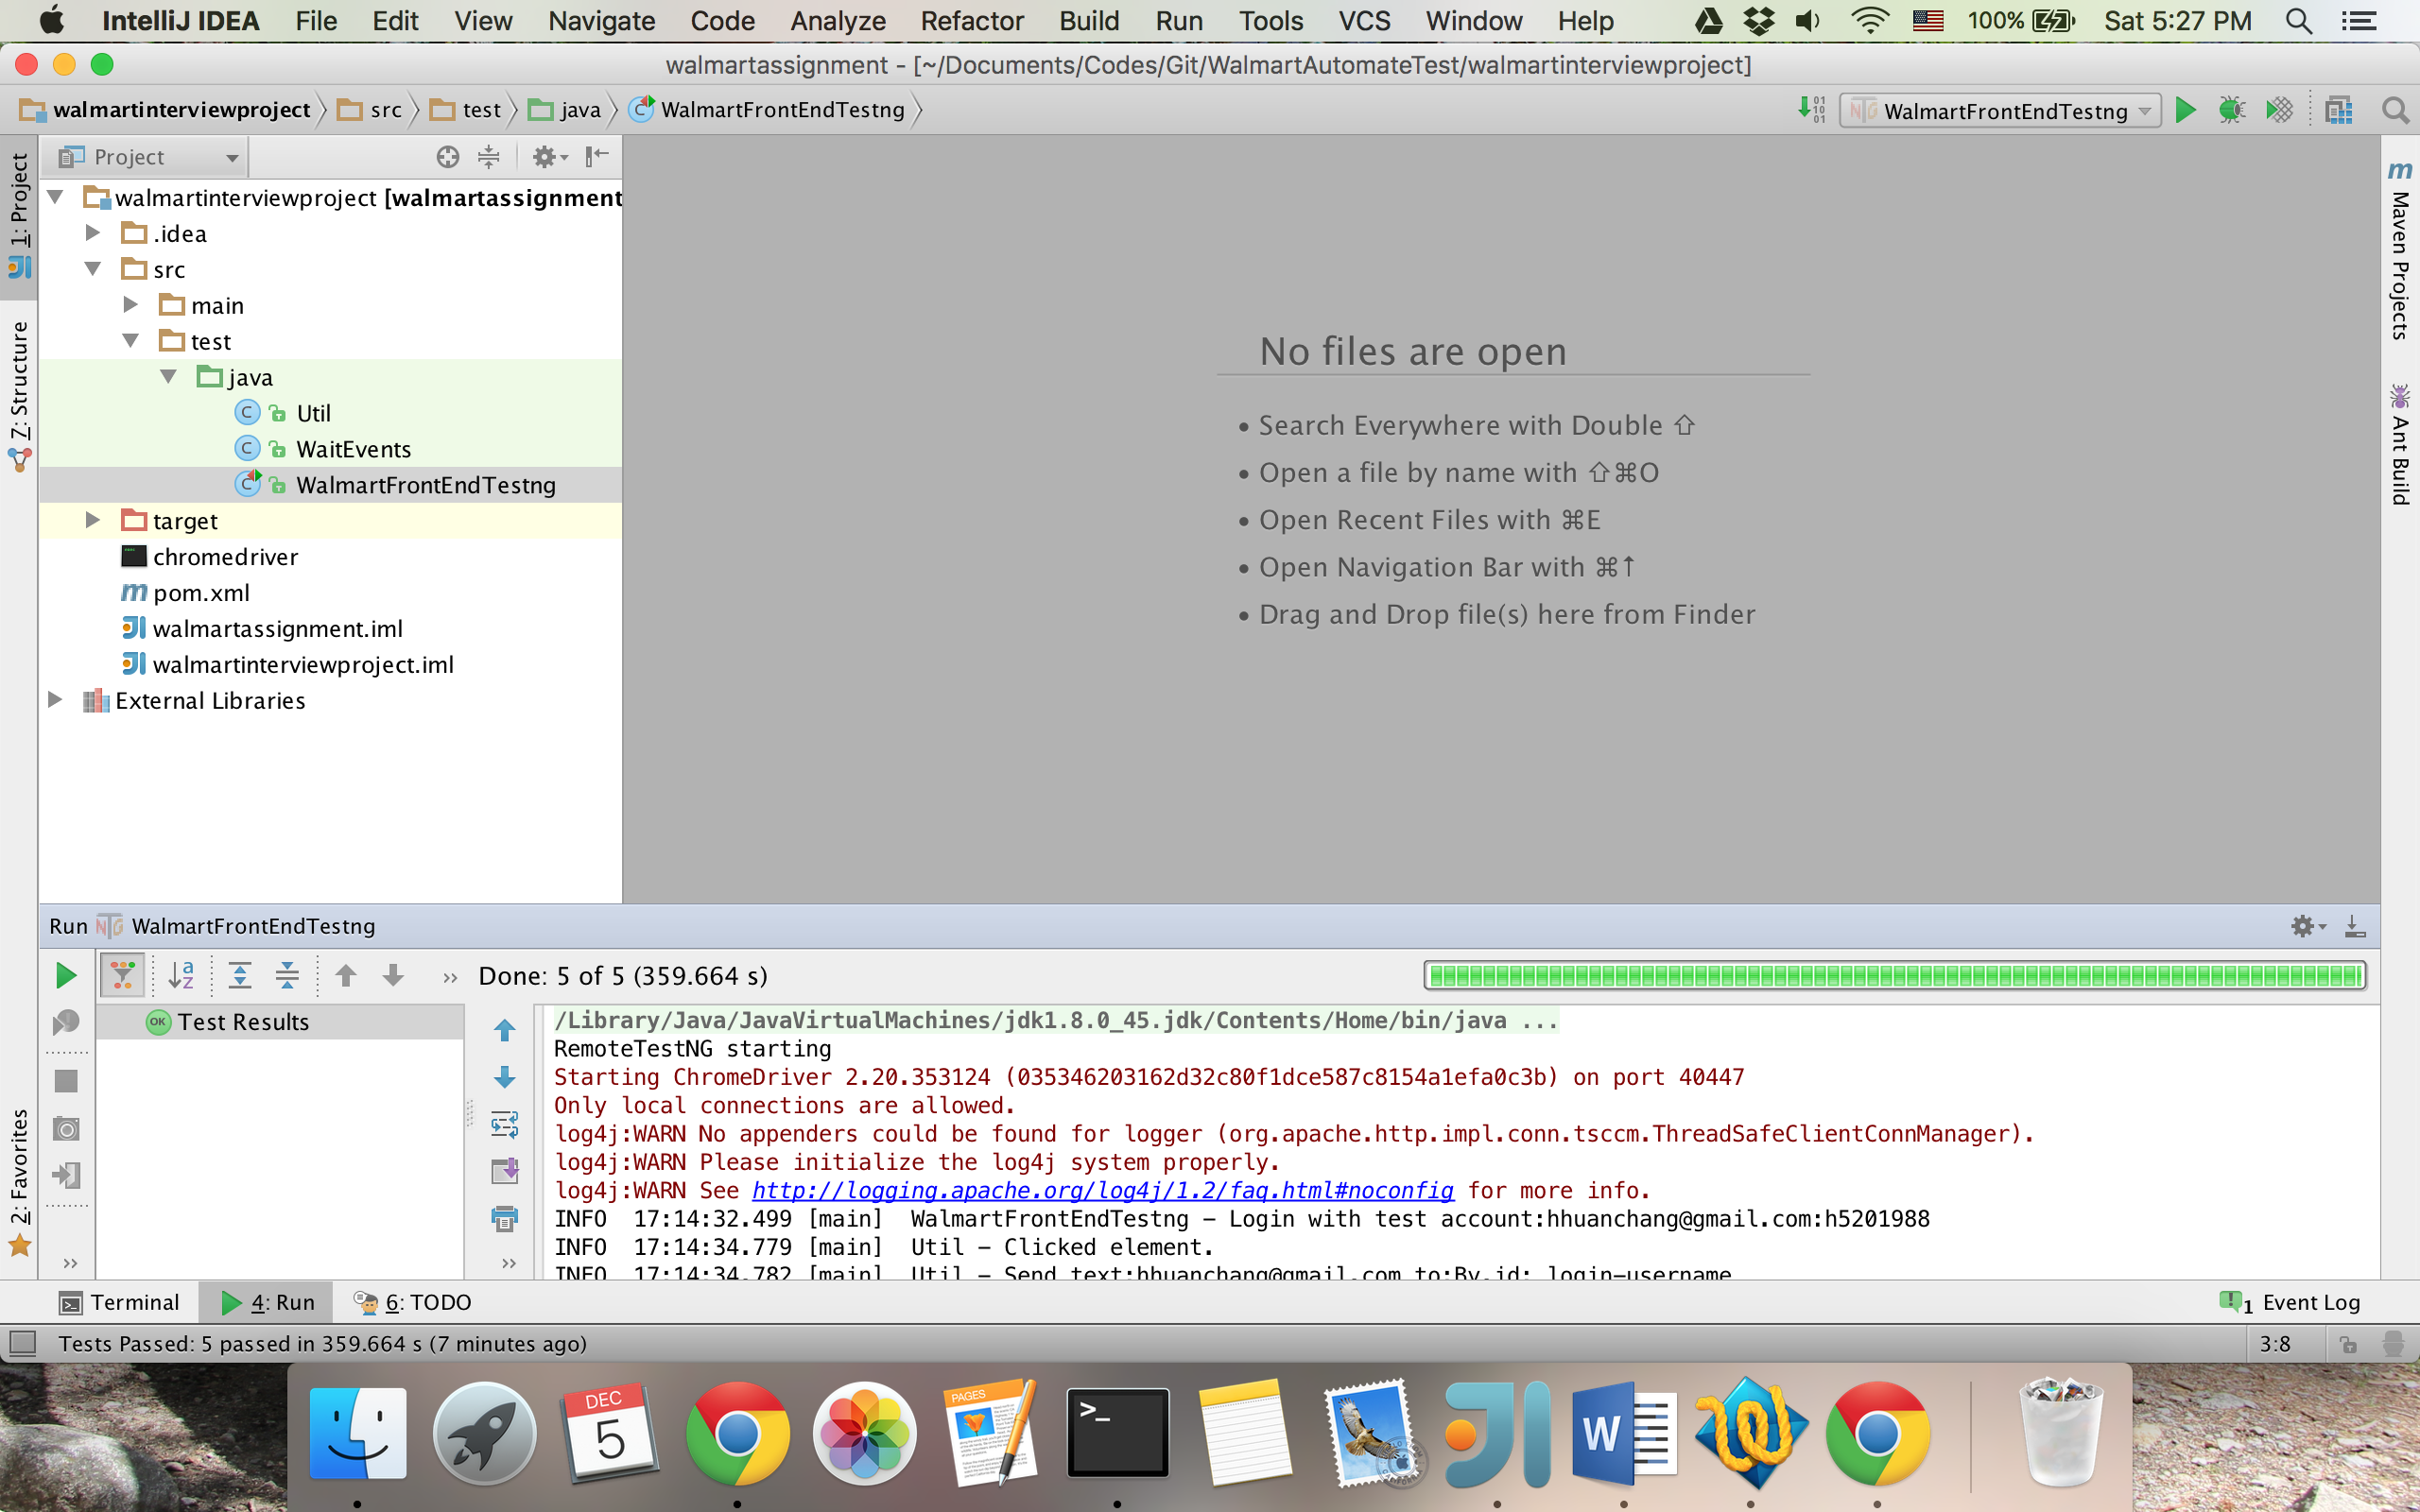 IntelliJ IDEA File Edit View Navigate Code Analyze Refactor Build Run Tools VCS Window Help 100% Sat 5:27 PM
walmartassignment - [~/Documents/Codes/Git/WalmartAutomateTest/walmartinterviewproject]
walmartinterviewproject src test java WalmartFrontEndTestng WalmartFrontEndTestng
Project
1: Project
Z: Structure
2: Favorites
walmartinterviewproject [walmartassignment
.idea
src
main
test
java
Util
WaitEvents
WalmartFrontEndTestng
target
chromedriver
pom.xml
walmartassignment.iml
walmartinterviewproject.iml
External Libraries
No files are open
• Search Everywhere with Double ⇧
• Open a file by name with ⇧⌘O
• Open Recent Files with ⌘E
• Open Navigation Bar with ⌘↑
• Drag and Drop file(s) here from Finder
Maven Projects
Ant Build
Run WalmartFrontEndTestng
Done: 5 of 5 (359.664 s)
OK Test Results
/Library/Java/JavaVirtualMachines/jdk1.8.0_45.jdk/Contents/Home/bin/java ...
RemoteTestNG starting
Starting ChromeDriver 2.20.353124 (035346203162d32c80f1dce587c8154a1efa0c3b) on port 40447
Only local connections are allowed.
log4j:WARN No appenders could be found for logger (org.apache.http.impl.conn.tsccm.ThreadSafeClientConnManager).
log4j:WARN Please initialize the log4j system properly.
log4j:WARN See http://logging.apache.org/log4j/1.2/faq.html#noconfig for more info.
INFO  17:14:32.499 [main]  WalmartFrontEndTestng - Login with test account:hhuanchang@gmail.com:h5201988
INFO  17:14:34.779 [main]  Util - Clicked element.
INFO  17:14:34.782 [main]  Util - Send text:hhuanchang@gmail.com to:By.id: login-username
Terminal 4: Run 6: TODO 1 Event Log
Tests Passed: 5 passed in 359.664 s (7 minutes ago) 3:8
DEC
5
PAGES
>_
W